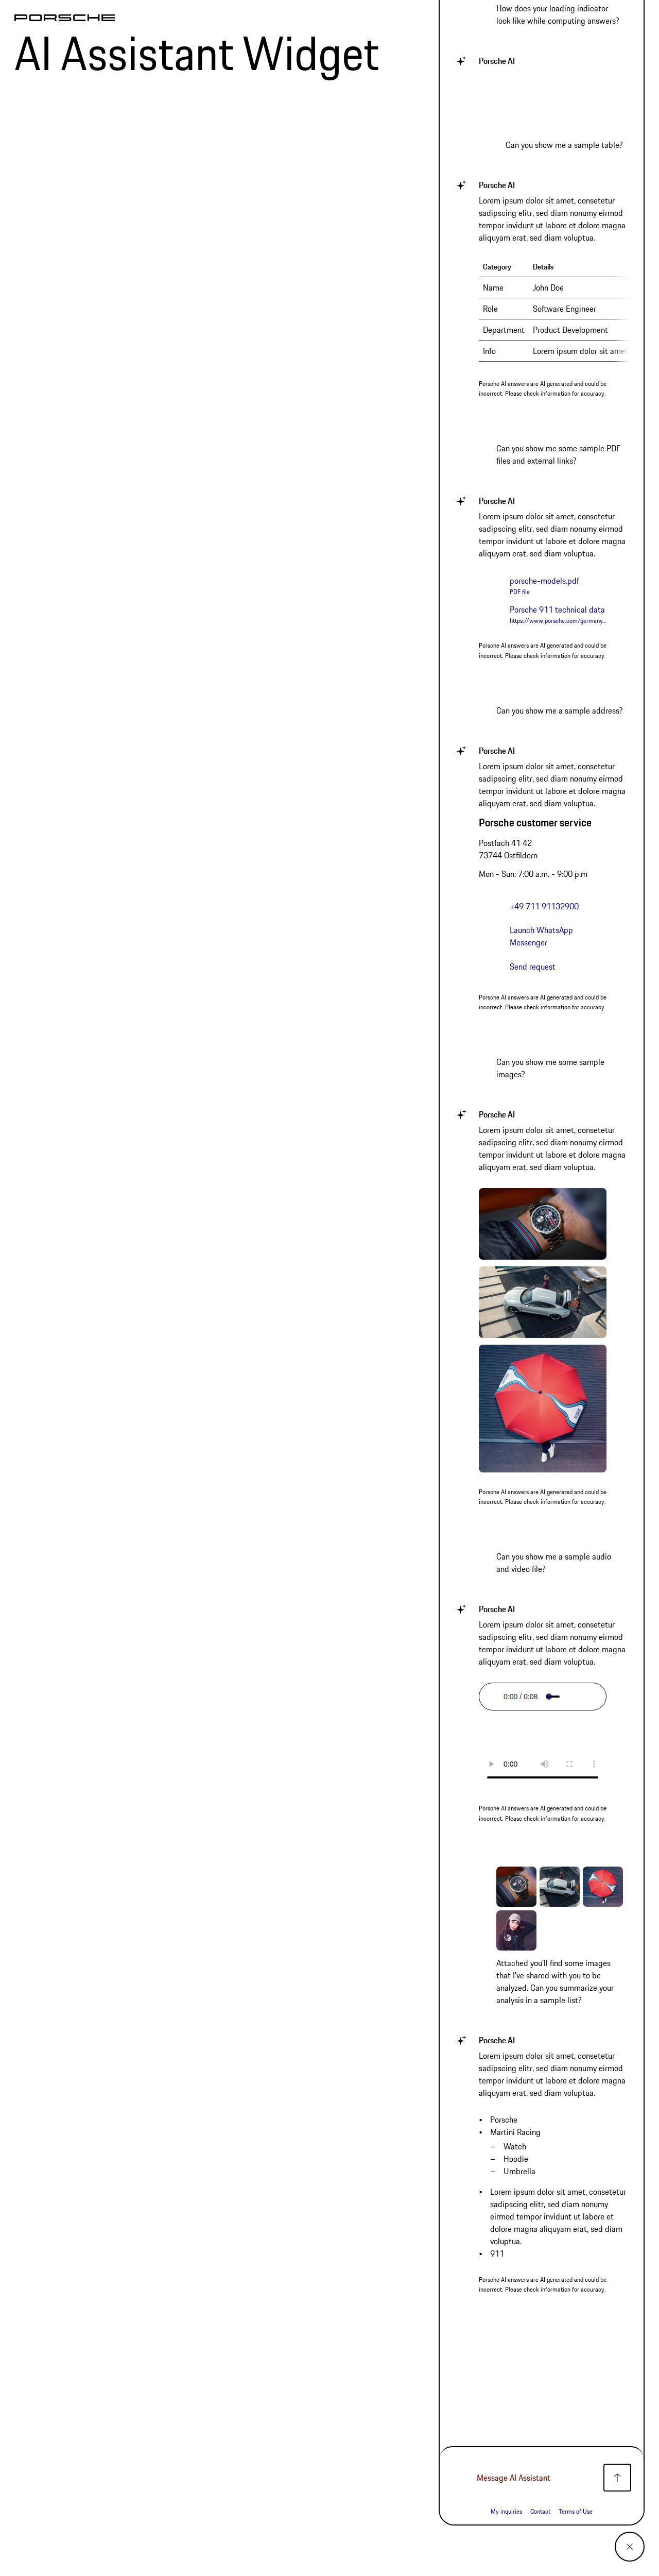 PORSCHE
AI Assistant Widget
How does your loading indicator
look like while computing answers?
Porsche AI
Can you show me a sample table?
Porsche AI
Lorem ipsum dolor sit amet, consetetur
sadipscing elitr, sed diam nonumy eirmod
tempor invidunt ut labore et dolore magna
aliquyam erat, sed diam voluptua.
Category Details
Name John Doe
Role Software Engineer
Department Product Development
Info Lorem ipsum dolor sit amet
Porsche AI answers are AI generated and could be
incorrect. Please check information for accuracy.
Can you show me some sample PDF
files and external links?
Porsche AI
Lorem ipsum dolor sit amet, consetetur
sadipscing elitr, sed diam nonumy eirmod
tempor invidunt ut labore et dolore magna
aliquyam erat, sed diam voluptua.
porsche-models.pdf
PDF file
Porsche 911 technical data
https://www.porsche.com/germany...
Porsche AI answers are AI generated and could be
incorrect. Please check information for accuracy.
Can you show me a sample address?
Porsche AI
Lorem ipsum dolor sit amet, consetetur
sadipscing elitr, sed diam nonumy eirmod
tempor invidunt ut labore et dolore magna
aliquyam erat, sed diam voluptua.
Porsche customer service
Postfach 41 42
73744 Ostfildern
Mon - Sun: 7:00 a.m. - 9:00 p.m
+49 711 91132900
Launch WhatsApp
Messenger
Send request
Porsche AI answers are AI generated and could be
incorrect. Please check information for accuracy.
Can you show me some sample
images?
Porsche AI
Lorem ipsum dolor sit amet, consetetur
sadipscing elitr, sed diam nonumy eirmod
tempor invidunt ut labore et dolore magna
aliquyam erat, sed diam voluptua.
Porsche AI answers are AI generated and could be
incorrect. Please check information for accuracy.
Can you show me a sample audio
and video file?
Porsche AI
Lorem ipsum dolor sit amet, consetetur
sadipscing elitr, sed diam nonumy eirmod
tempor invidunt ut labore et dolore magna
aliquyam erat, sed diam voluptua.
0:00 / 0:08
0:00
Porsche AI answers are AI generated and could be
incorrect. Please check information for accuracy.
Attached you'll find some images
that I've shared with you to be
analyzed. Can you summarize your
analysis in a sample list?
Porsche AI
Lorem ipsum dolor sit amet, consetetur
sadipscing elitr, sed diam nonumy eirmod
tempor invidunt ut labore et dolore magna
aliquyam erat, sed diam voluptua.
• Porsche
• Martini Racing
– Watch
– Hoodie
– Umbrella
• Lorem ipsum dolor sit amet, consetetur
sadipscing elitr, sed diam nonumy
eirmod tempor invidunt ut labore et
dolore magna aliquyam erat, sed diam
voluptua.
• 911
Porsche AI answers are AI generated and could be
incorrect. Please check information for accuracy.
Message AI Assistant
My inquiries Contact Terms of Use